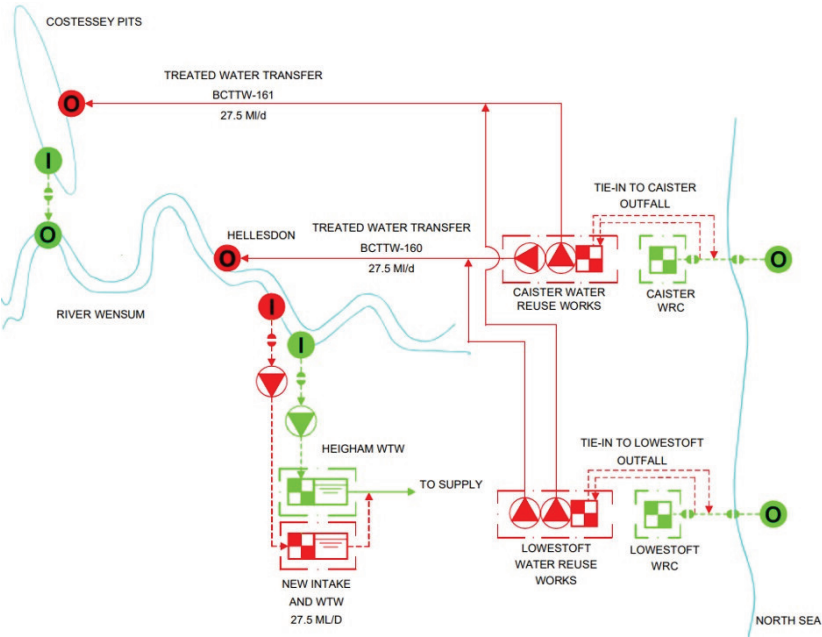 COSTESSEY PITS
TREATED WATER TRANSFER
BCTTW-161
27.5 Ml/d
O
I
O
TIE-IN TO CAISTER
OUTFALL
HELLESDON
TREATED WATER TRANSFER
BCTTW-160
27.5 Ml/d
O
O
CAISTER WATER
REUSE WORKS
CAISTER
WRC
RIVER WENSUM
I
I
HEIGHAM WTW
TO SUPPLY
TIE-IN TO LOWESTOFT
OUTFALL
O
LOWESTOFT
WATER REUSE
WORKS
LOWESTOFT
WRC
NEW INTAKE
AND WTW
27.5 ML/D
NORTH SEA